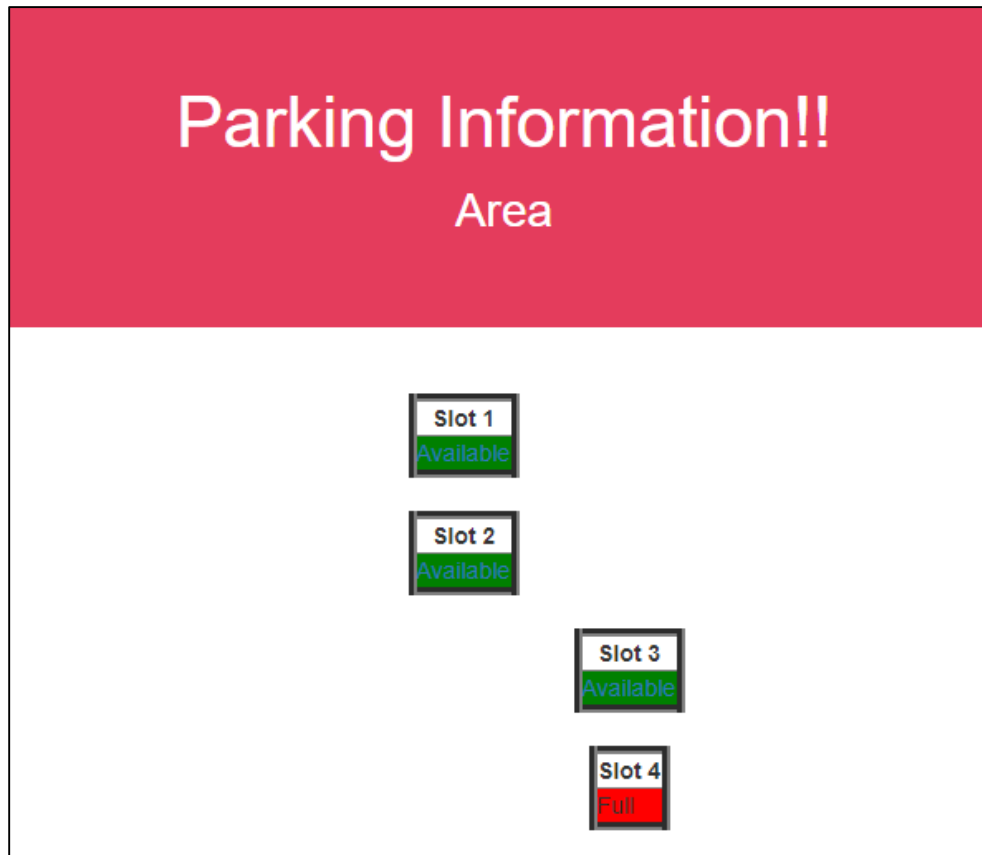 Parking Information!!
Area
Slot 1
Available
Slot 2
Available
Slot 3
Available
Slot 4
Full